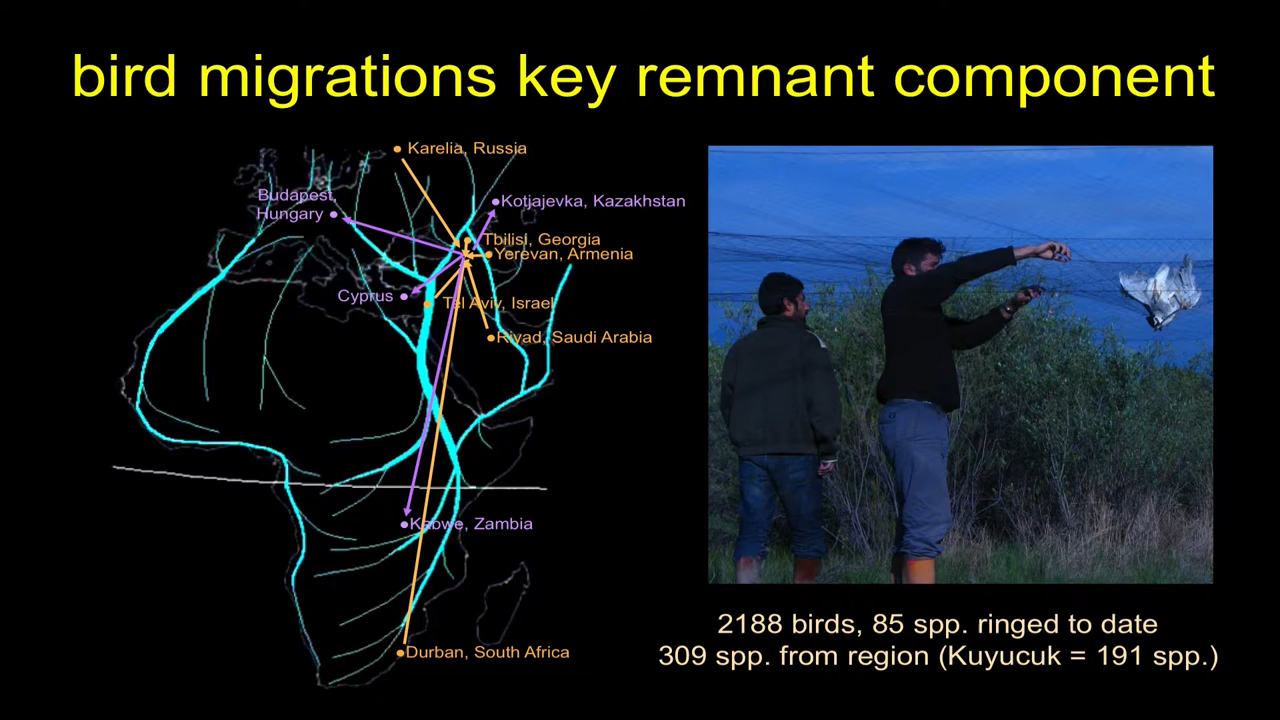 bird migrations key remnant component
Karelia, Russia
Budapest,
Hungary
Kotjajevka, Kazakhstan
Tbilisi, Georgia
Yerevan, Armenia
Cyprus
Tel Aviv, Israel
Riyad, Saudi Arabia
Kabwe, Zambia
Durban, South Africa
2188 birds, 85 spp. ringed to date
309 spp. from region (Kuyucuk = 191 spp.)